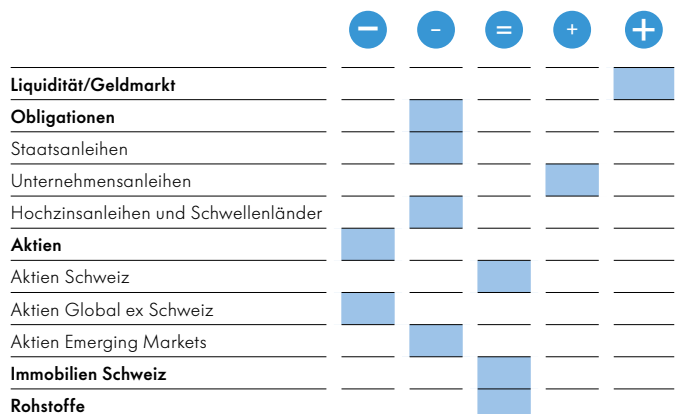 − - = + +
Liquidität/Geldmarkt
Obligationen
Staatsanleihen
Unternehmensanleihen
Hochzinsanleihen und Schwellenländer
Aktien
Aktien Schweiz
Aktien Global ex Schweiz
Aktien Emerging Markets
Immobilien Schweiz
Rohstoffe